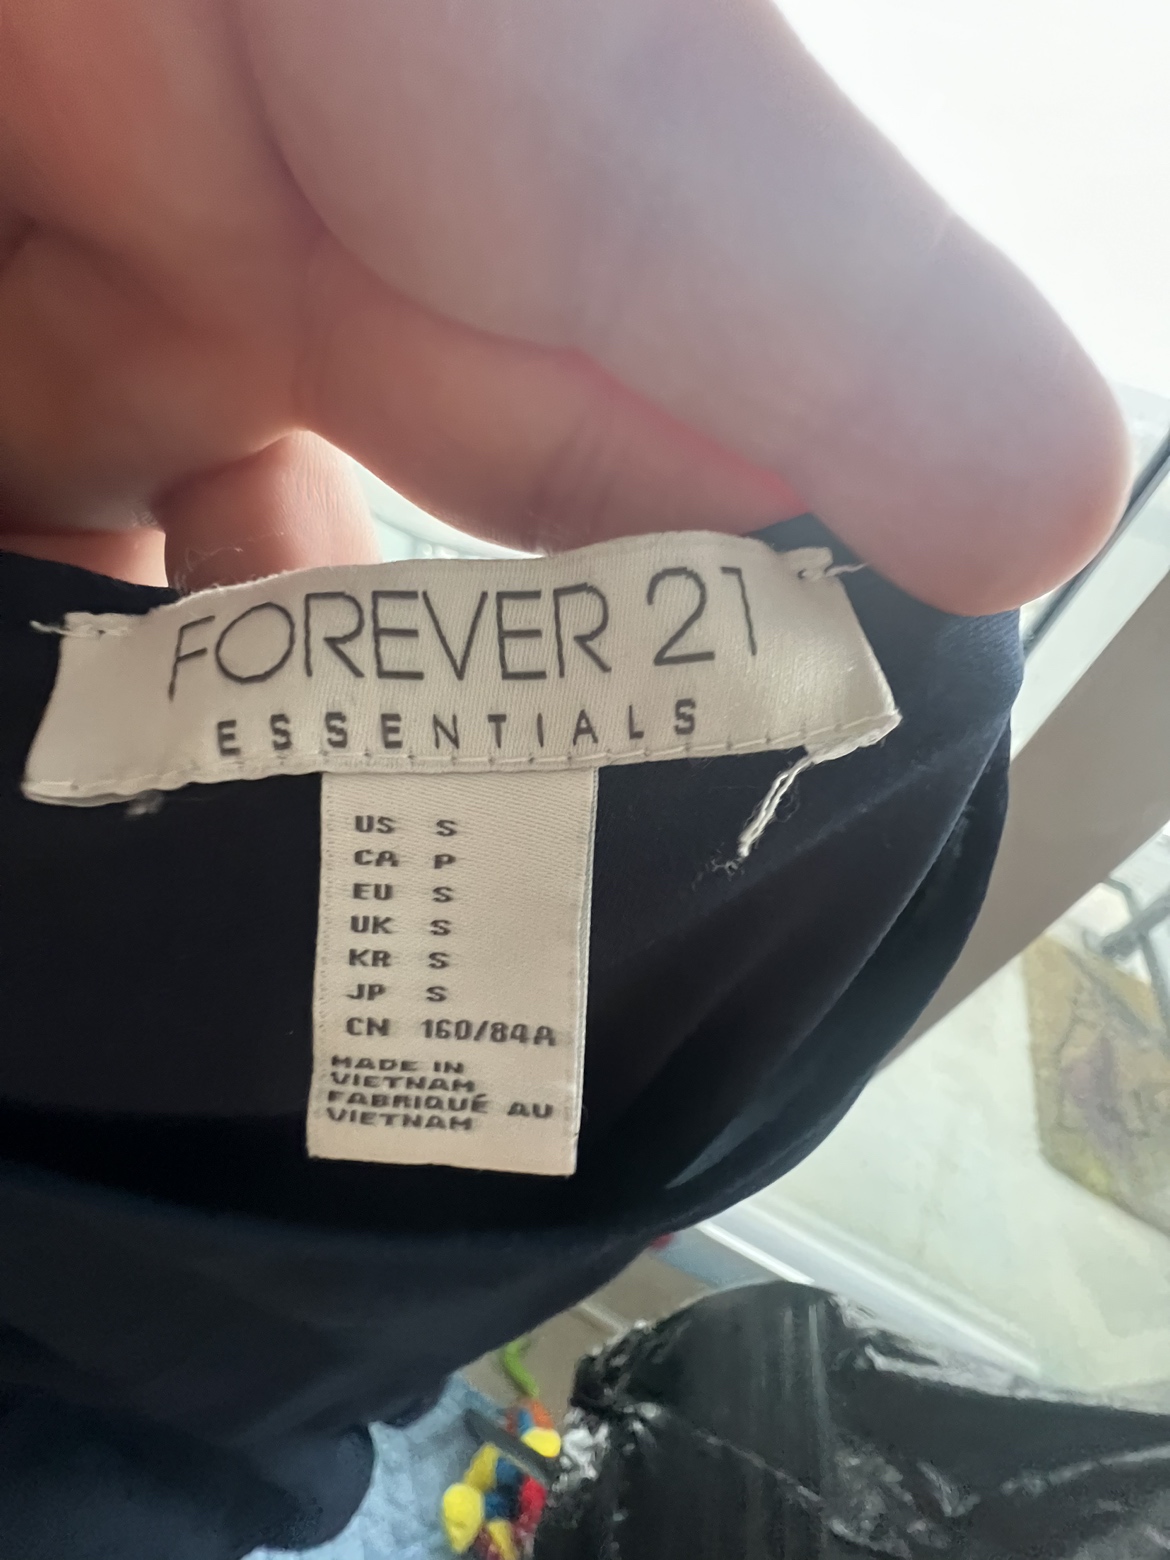 FOREVER 21
ESSENTIALS
US S
CA P
EU S
UK S
KR S
JP S
CN 160/84A
MADE IN
VIETNAM
FABRIQUÉ AU
VIETNAM